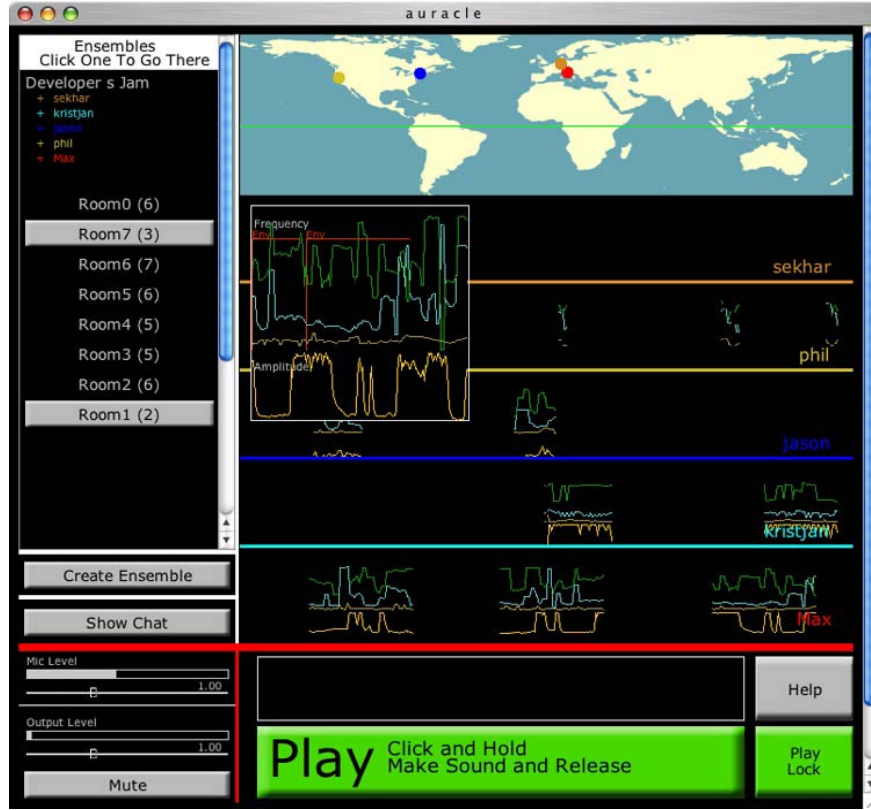 auracle
Ensembles
Click One To Go There
Developer s Jam
+ sekhar
+ kristjan
+ jason
+ phil
+ Max
Room0 (6)
Room7 (3)
Room6 (7)
Room5 (6)
Room4 (5)
Room3 (5)
Room2 (6)
Room1 (2)
Create Ensemble
Show Chat
Frequency
Env Env
Amplitude
sekhar
phil
jason
kristjan
Max
Mic Level
1.00
Output Level
1.00
Mute
Play
Click and Hold
Make Sound and Release
Help
Play
Lock